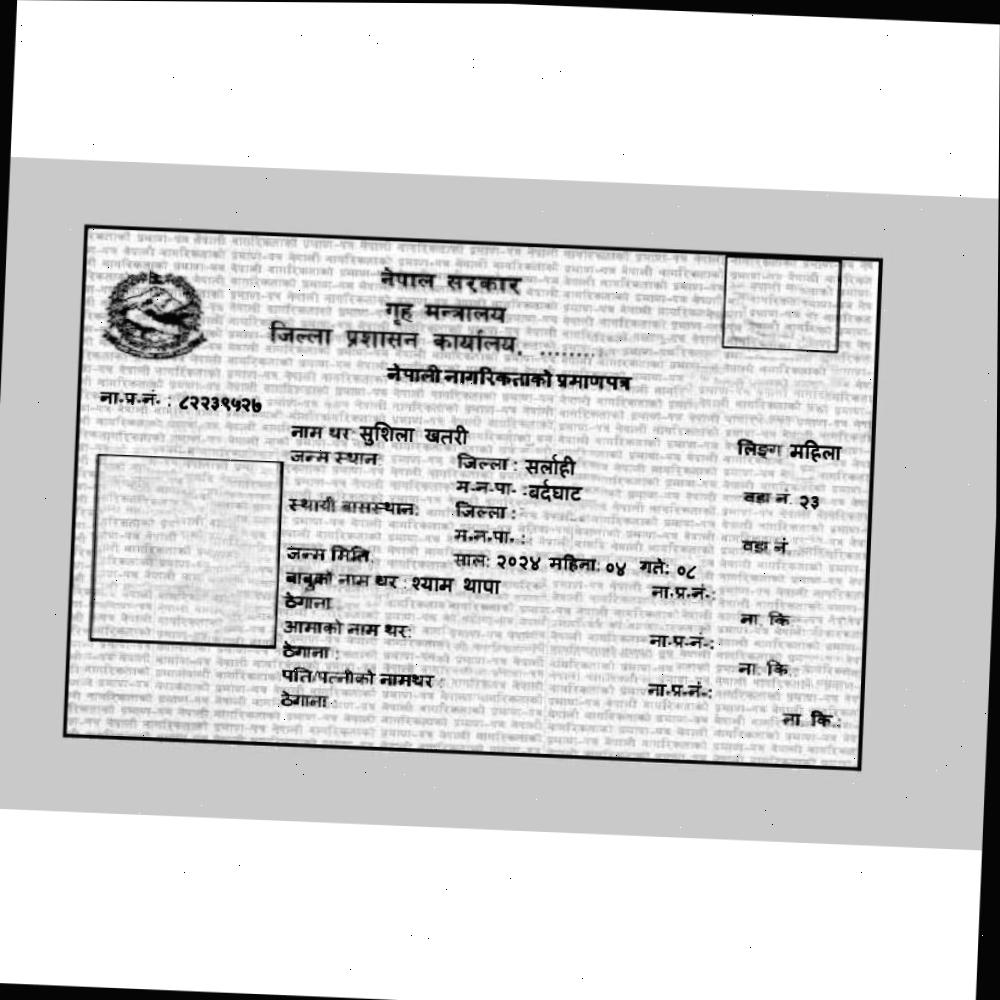 नेपाल सरकार
गृह मन्त्रालय
जिल्ला प्रशासन कार्यालय, ........
नेपाली नागरिकताको प्रमाणपत्र
ना.प्र.नं. : ८२२३९५२७
नाम थर: सुशिला खतरी लिङ्ग: महिला
जन्म स्थान: जिल्ला : सर्लाही
म.न.पा. :बर्दघाट वडा नं. २३
स्थायी बासस्थान: जिल्ला :
म.न.पा. : वडा नं.
जन्म मिति: साल: २०२४ महिना: ०४ गते: ०८
बाबुको नाम थर : श्याम थापा ना.प्र.नं.:
ठेगाना : ना. कि.
आमाको नाम थर: ना.प्र.नं.:
ठेगाना : ना. कि.
पति/पत्नीको नामथर : ना.प्र.नं.:
ठेगाना : ना. कि.: